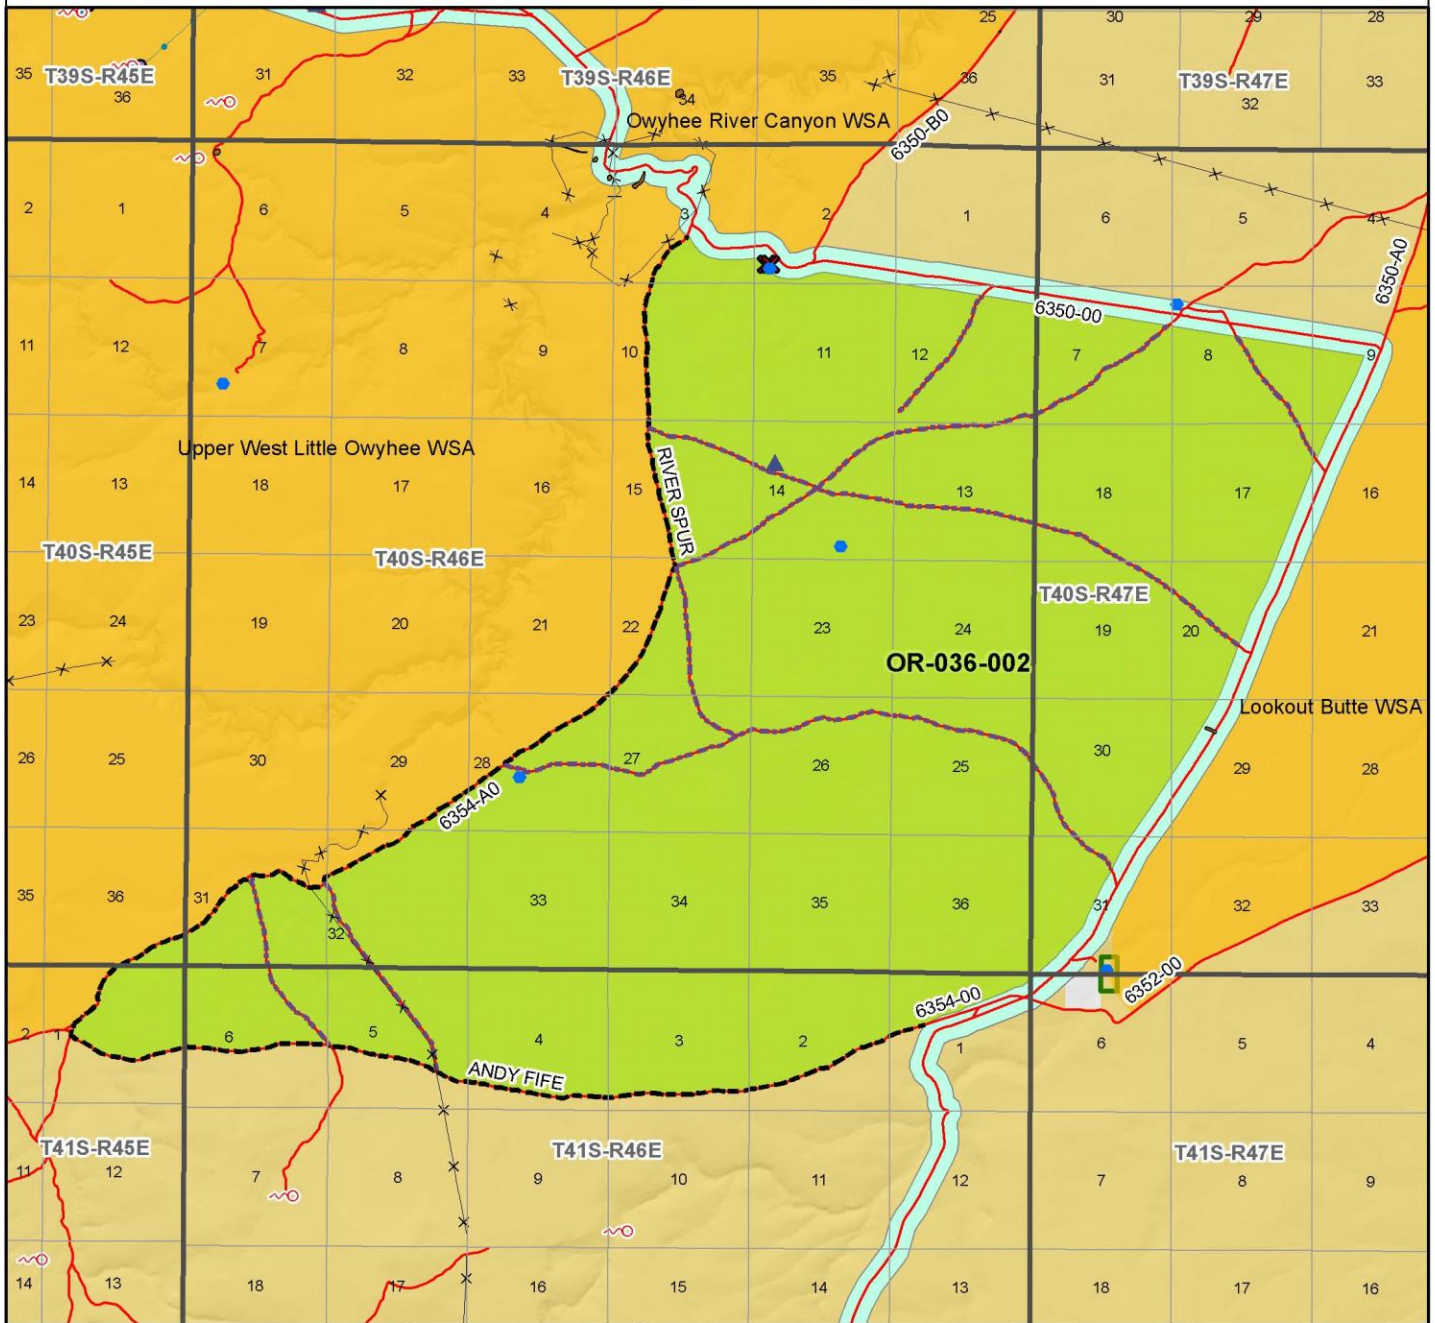 25 30 29 28
35 T39S-R45E 36 31 32 33 T39S-R46E 34 35 36 31 T39S-R47E 32 33
Owyhee River Canyon WSA
6350-B0
2 1 6 5 4 3 2 1 6 5 4
6350-A0
6350-00
11 12 7 8 9 10 11 12 7 8 9
Upper West Little Owyhee WSA
RIVER SPUR
14 13 18 17 16 15 14 13 18 17 16
T40S-R45E T40S-R46E T40S-R47E
23 24 19 20 21 22 23 24 19 20 21
OR-036-002
Lookout Butte WSA
26 25 30 29 28 27 26 25 30 29 28
6354-A0
35 36 31 32 33 34 35 36 31 32 33
6352-00
6354-00
2 1 6 5 4 3 2 1 6 5 4
ANDY FIFE
T41S-R45E T41S-R46E T41S-R47E
11 12 7 8 9 10 11 12 7 8 9
14 13 18 17 16 15 14 13 18 17 16